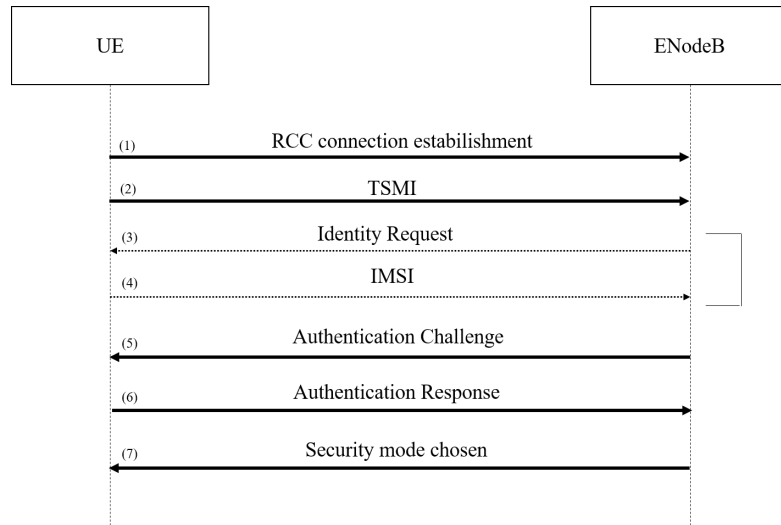 UE
ENodeB
(1) RCC connection estabilishment
(2) TSMI
(3) Identity Request
(4) IMSI
(5) Authentication Challenge
(6) Authentication Response
(7) Security mode chosen